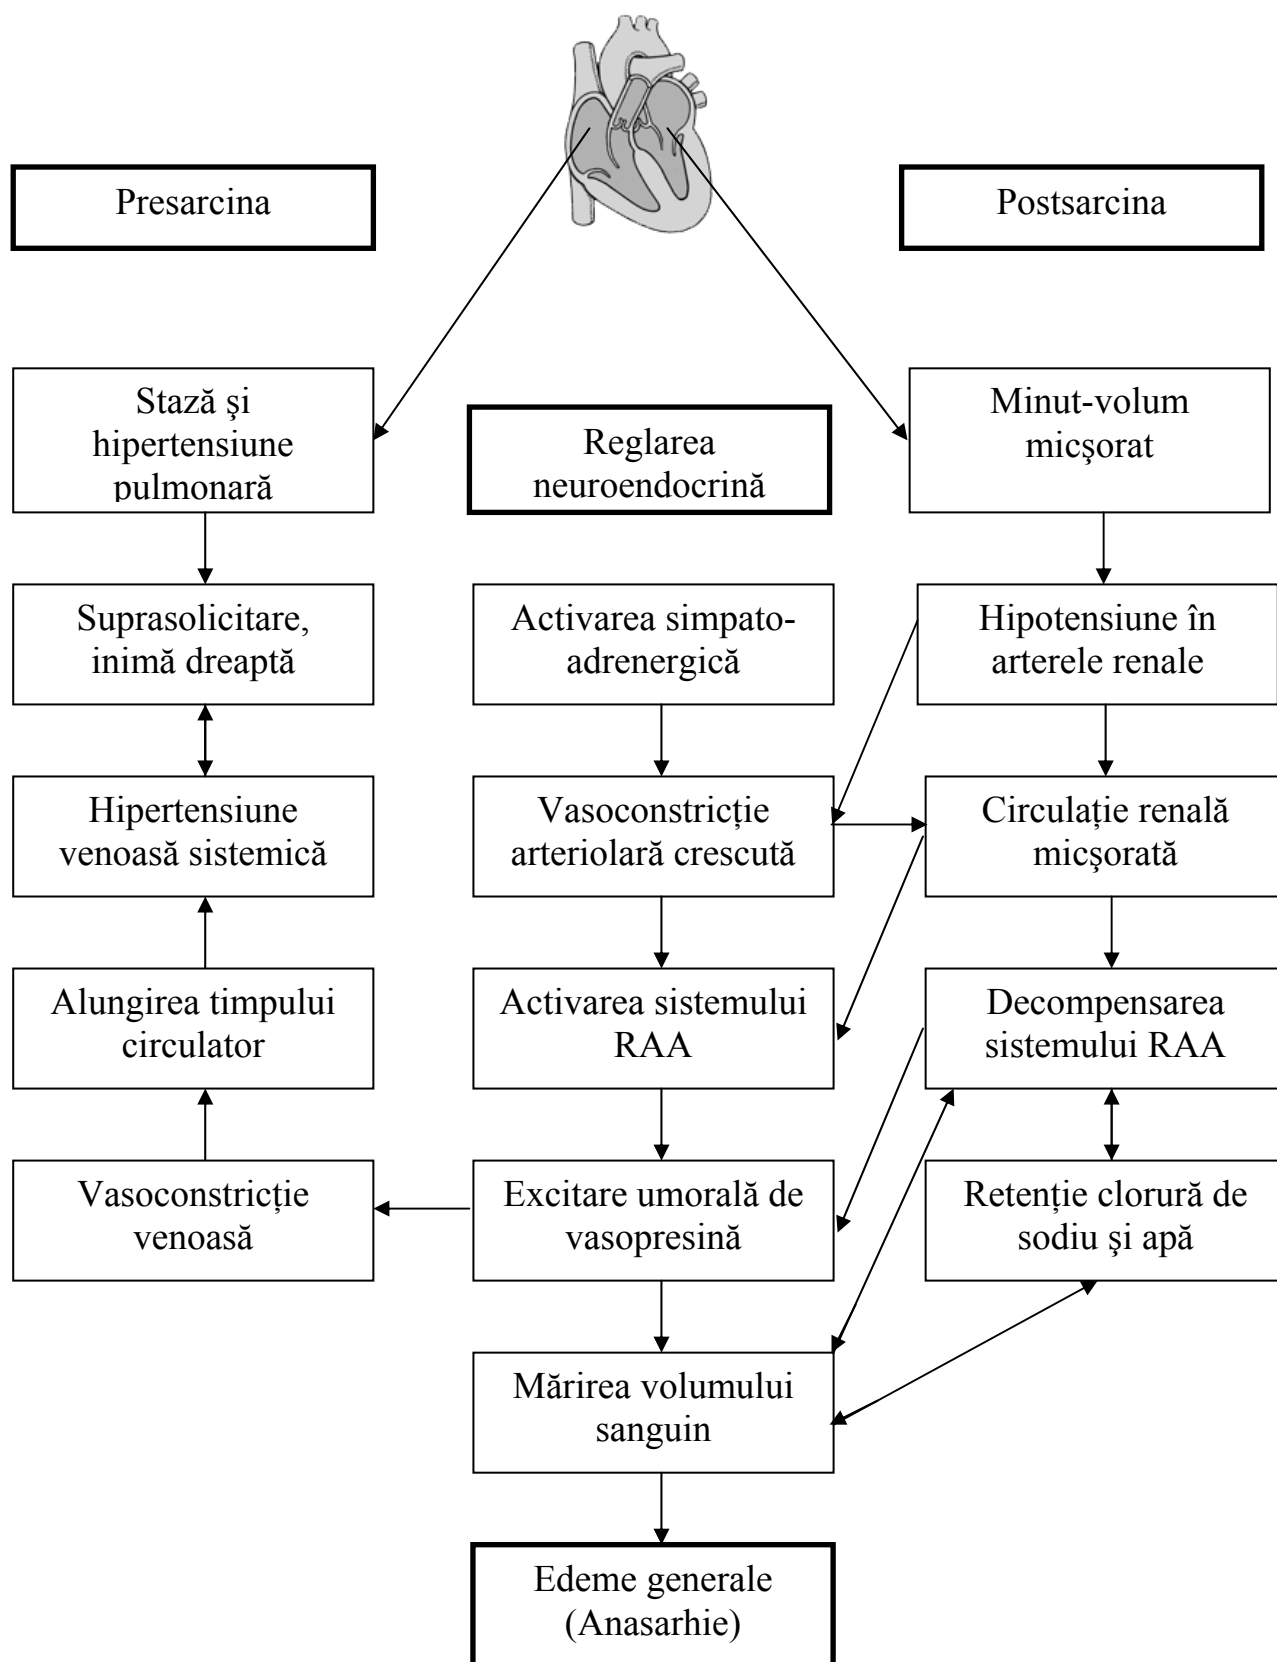 Presarcina
Postsarcina
Stază şi
hipertensiune
pulmonară
Reglarea
neuroendocrină
Minut-volum
micşorat
Suprasolicitare,
inimă dreaptă
Activarea simpato-
adrenergică
Hipotensiune în
arterele renale
Hipertensiune
venoasă sistemică
Vasoconstricție
arteriolară crescută
Circulație renală
micşorată
Alungirea timpului
circulator
Activarea sistemului
RAA
Decompensarea
sistemului RAA
Vasoconstricție
venoasă
Excitare umorală de
vasopresină
Retenție clorură de
sodiu şi apă
Mărirea volumului
sanguin
Edeme generale
(Anasarhie)